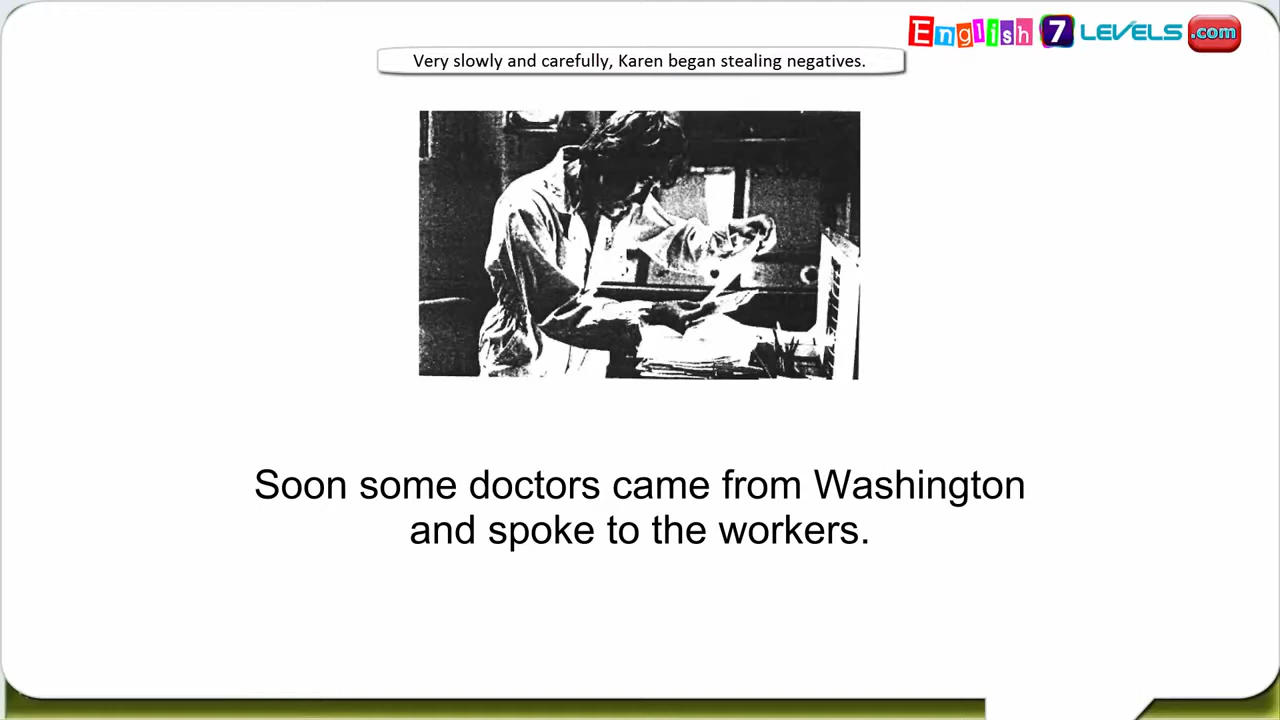 English 7 LEVELS .com
Very slowly and carefully, Karen began stealing negatives.
Soon some doctors came from Washington
and spoke to the workers.